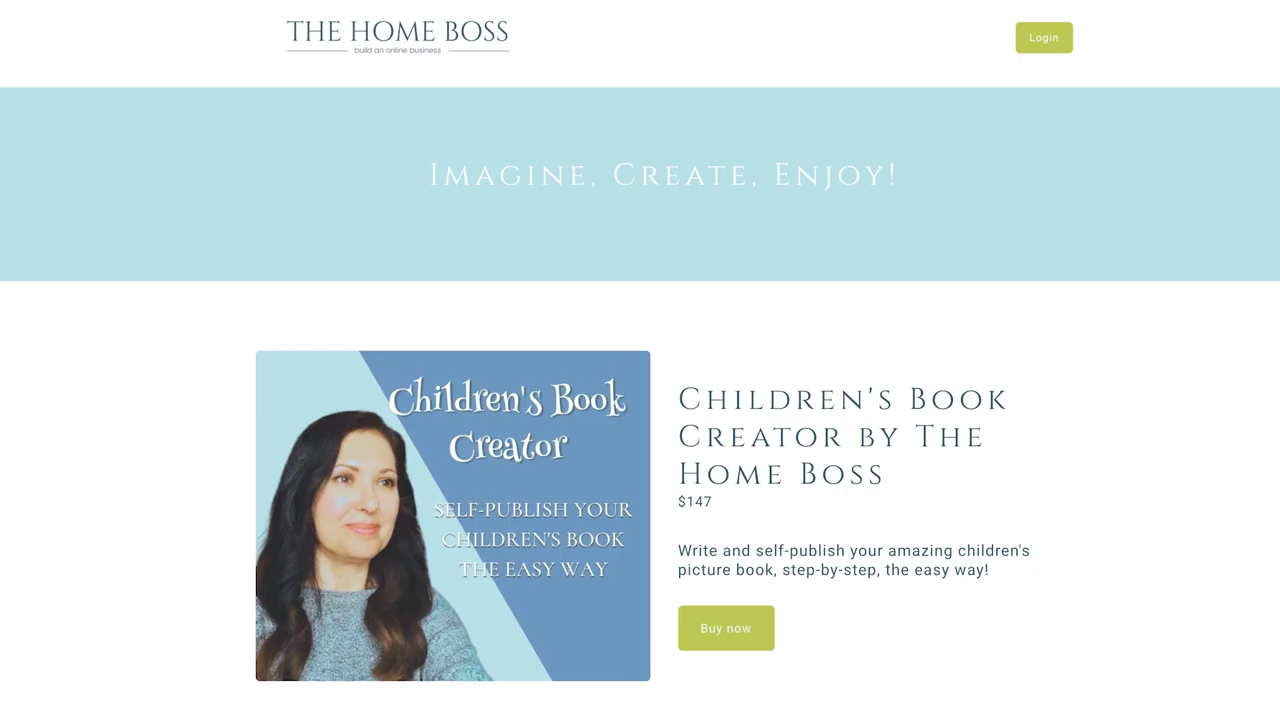 THE HOME BOSS
build an online business
Login
Imagine, Create, Enjoy!
Children's Book
Creator
SELF-PUBLISH YOUR
CHILDREN'S BOOK
THE EASY WAY
Children's Book
Creator by The
Home Boss
$147
Write and self-publish your amazing children's
picture book, step-by-step, the easy way!
Buy now